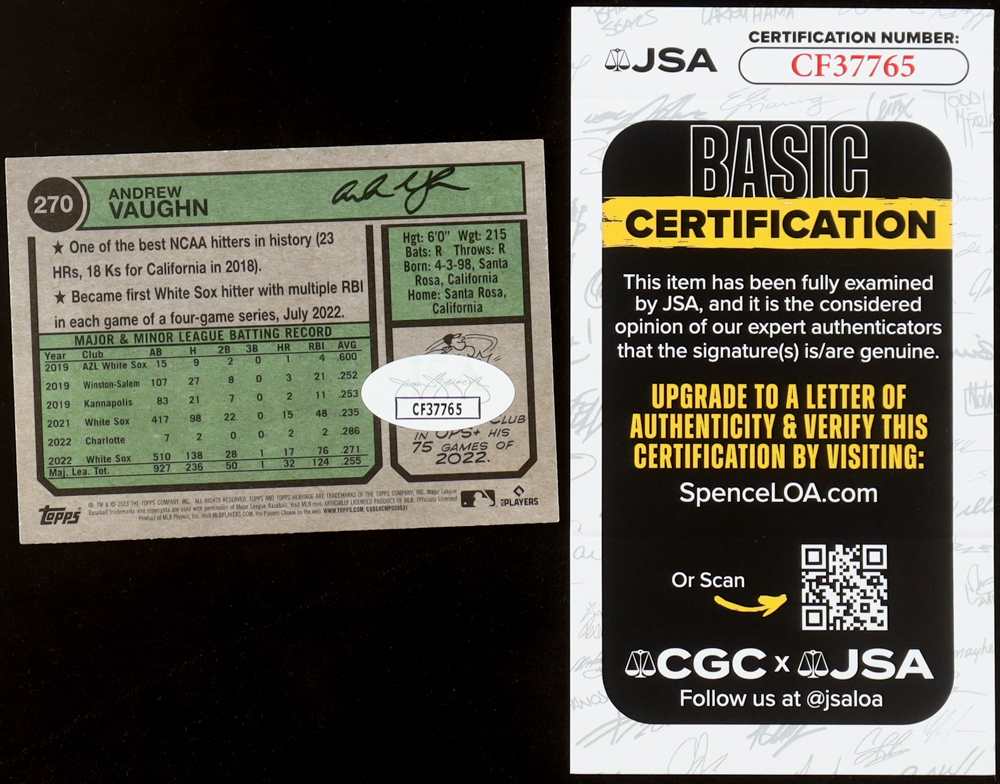 270
ANDREW
VAUGHN
★ One of the best NCAA hitters in history (23
HRs, 18 Ks for California in 2018).
★ Became first White Sox hitter with multiple RBI
in each game of a four-game series, July 2022.
Hgt: 6'0" Wgt: 215
Bats: R Throws: R
Born: 4-3-98, Santa
Rosa, California
Home: Santa Rosa,
California
MAJOR & MINOR LEAGUE BATTING RECORD
Year Club AB H 2B 3B HR RBI AVG
2019 AZL White Sox 15 9 2 0 1 4 .600
2019 Winston-Salem 107 27 8 0 3 21 .252
2019 Kannapolis 83 21 7 0 2 11 .253
2021 White Sox 417 98 22 0 15 48 .235
2022 Charlotte 7 2 0 0 2 2 .286
2022 White Sox 510 138 28 1 17 76 .271
Maj. Lea. Tot. 927 236 50 1 32 124 .255
CF37765
CLUB
IN OPS+ HIS
75 GAMES OF
2022.
Topps
PLAYERS
JSA
CERTIFICATION NUMBER:
CF37765
BASIC
CERTIFICATION
This item has been fully examined
by JSA, and it is the considered
opinion of our expert authenticators
that the signature(s) is/are genuine.
UPGRADE TO A LETTER OF
AUTHENTICITY & VERIFY THIS
CERTIFICATION BY VISITING:
SpenceLOA.com
Or Scan
CGC x JSA
Follow us at @jsaloa